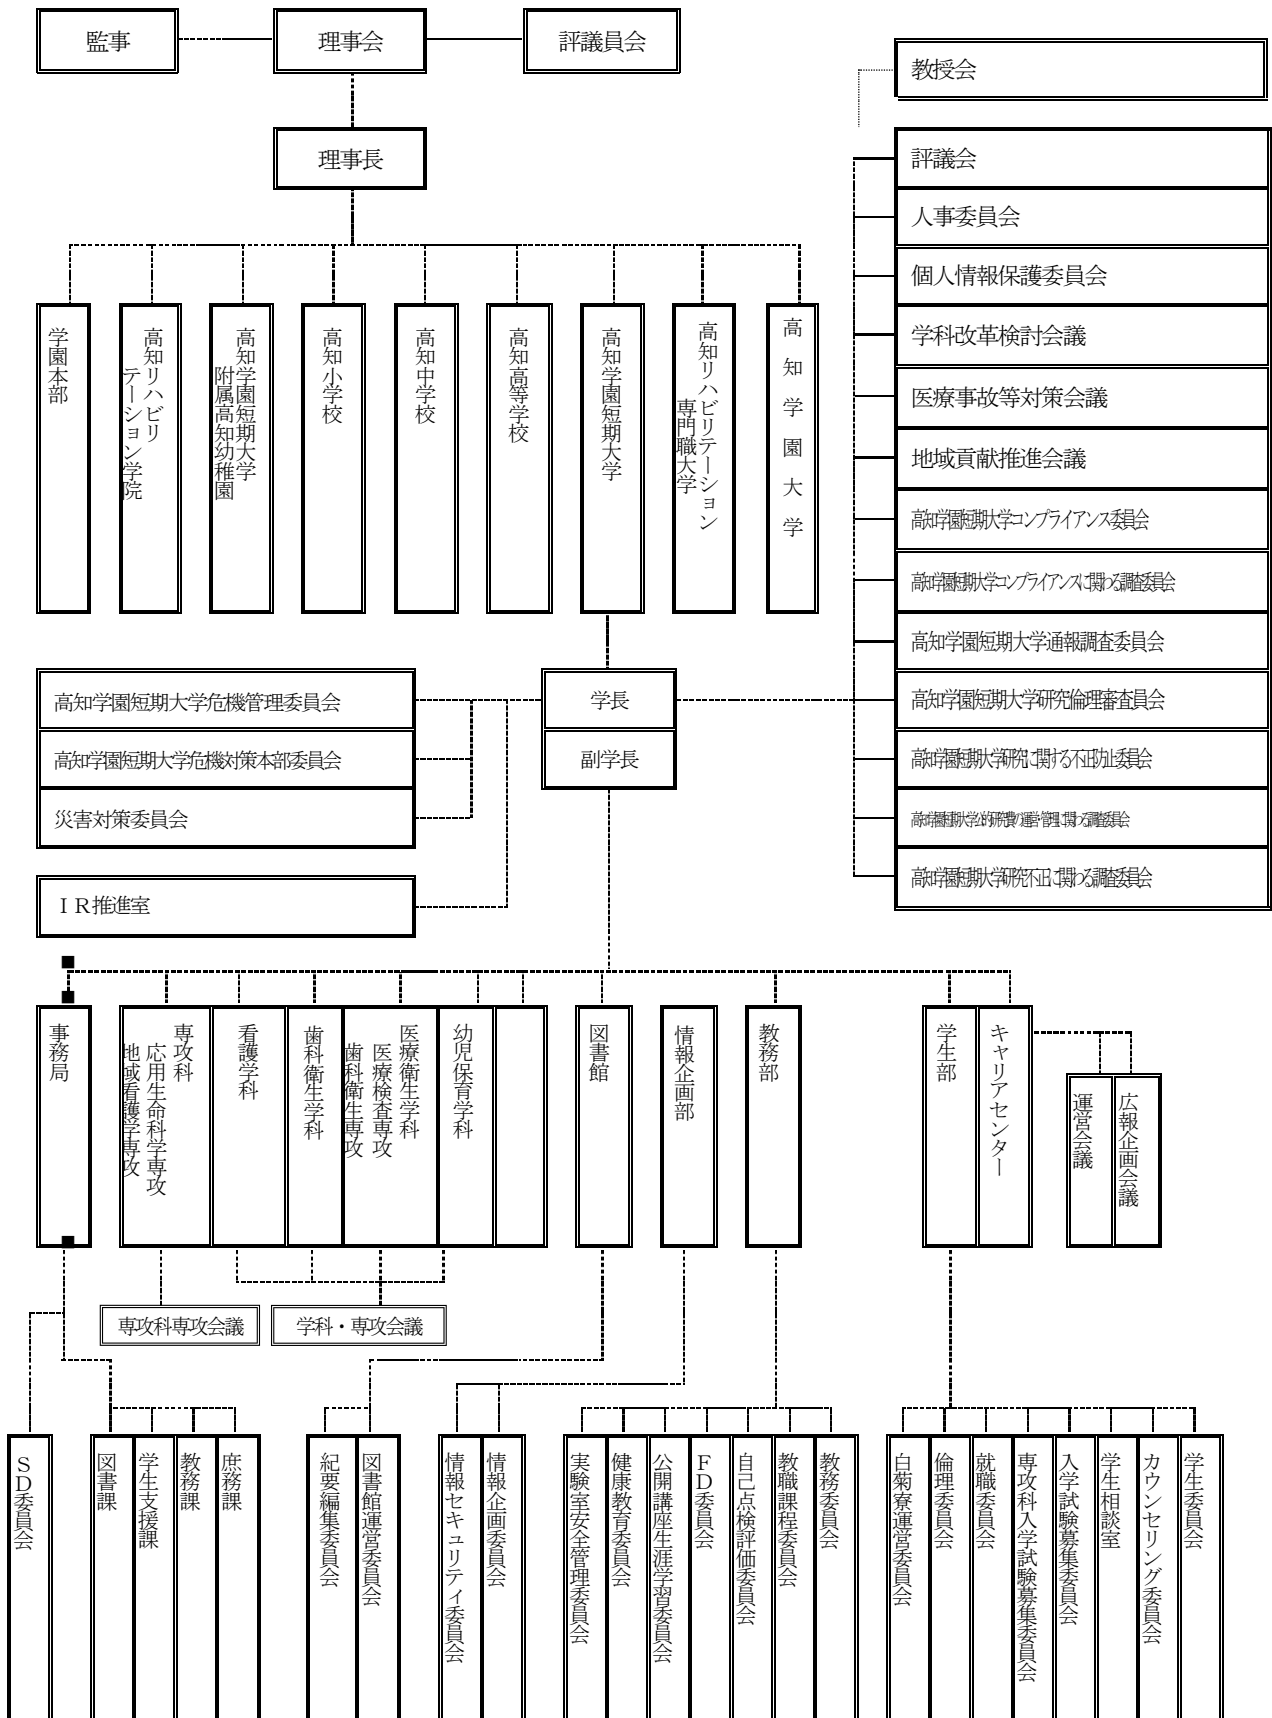 監事
理事会
評議員会
教授会
理事長
評議会
人事委員会
個人情報保護委員会
学科改革検討会議
医療事故等対策会議
地域貢献推進会議
高知学園短期大学コンプライアンス委員会
高知学園短期大学コンプライアンスに関わる調査委員会
高知学園短期大学通報調査委員会
高知学園短期大学研究倫理審査員会
高知学園短期大学研究に関する不正防止委員会
高知学園短期大学公的研究費の運営・管理に関わる調査委員会
高知学園短期大学研究不正に関わる調査委員会
学園本部
高知リハビリ
テーション学院
高知学園短期大学
附属高知幼稚園
高知小学校
高知中学校
高知高等学校
高知学園短期大学
高知リハビリテーション
専門職大学
高知学園大学
高知学園短期大学危機管理委員会
高知学園短期大学危機対策本部委員会
災害対策委員会
ＩＲ推進室
学長
副学長
事務局
専攻科
応用生命科学専攻
地域看護学専攻
看護学科
歯科衛生学科
医療衛生学科
医療検査専攻
歯科衛生専攻
幼児保育学科
図書館
情報企画部
教務部
学生部
キャリアセンター
運営会議
広報企画会議
専攻科専攻会議
学科・専攻会議
ＳＤ委員会
図書課
学生支援課
教務課
庶務課
紀要編集委員会
図書館運営委員会
情報セキュリティ委員会
情報企画委員会
実験室安全管理委員会
健康教育委員会
公開講座生涯学習委員会
ＦＤ委員会
自己点検評価委員会
教職課程委員会
教務委員会
白菊寮運営委員会
倫理委員会
就職委員会
専攻科入学試験募集委員会
入学試験募集委員会
学生相談室
カウンセリング委員会
学生委員会